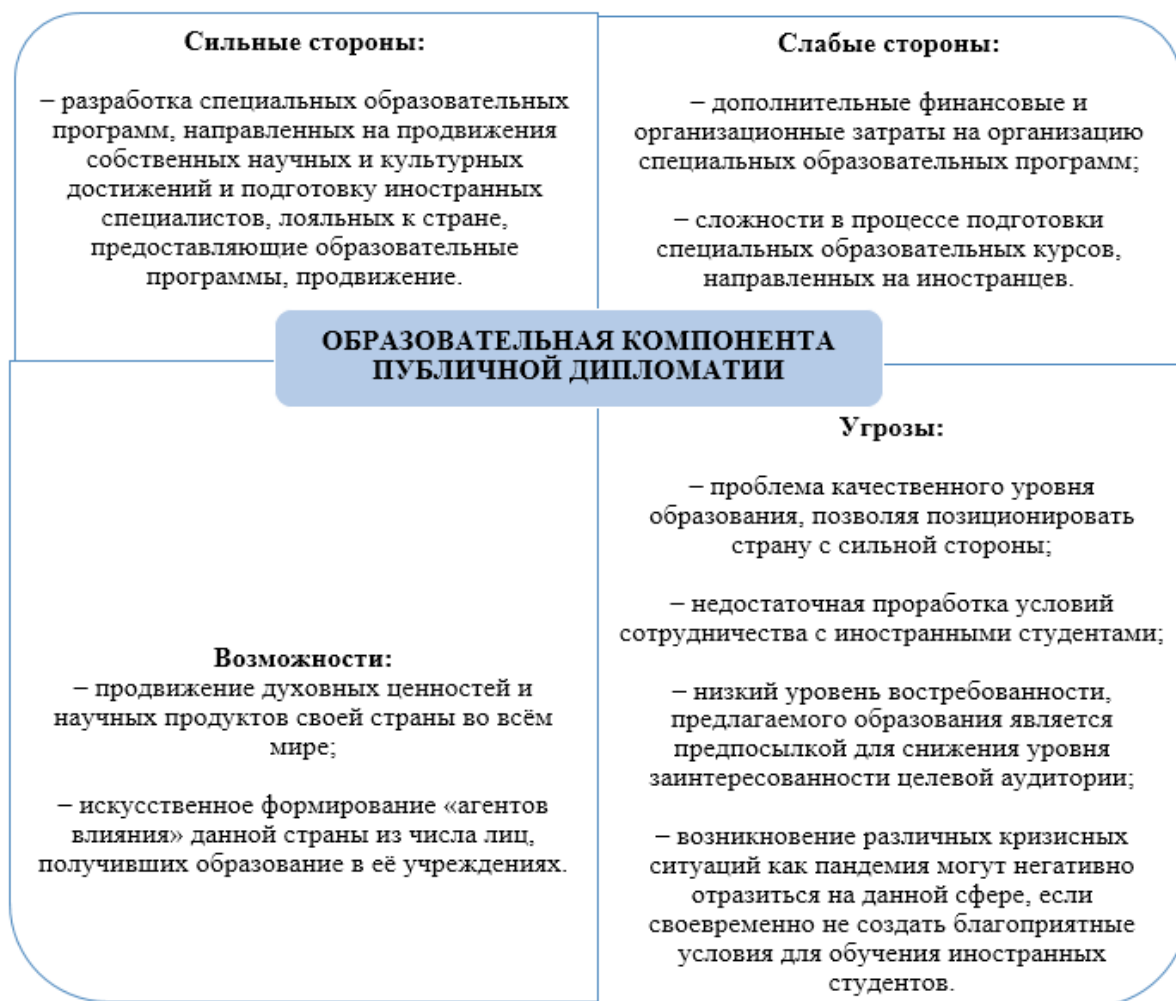 Сильные стороны:
– разработка специальных образовательных
программ, направленных на продвижения
собственных научных и культурных
достижений и подготовку иностранных
специалистов, лояльных к стране,
предоставляющие образовательные
программы, продвижение.
Слабые стороны:
– дополнительные финансовые и
организационные затраты на организацию
специальных образовательных программ;
– сложности в процессе подготовки
специальных образовательных курсов,
направленных на иностранцев.
ОБРАЗОВАТЕЛЬНАЯ КОМПОНЕНТА
ПУБЛИЧНОЙ ДИПЛОМАТИИ
Возможности:
– продвижение духовных ценностей и
научных продуктов своей страны во всём
мире;
– искусственное формирование «агентов
влияния» данной страны из числа лиц,
получивших образование в её учреждениях.
Угрозы:
– проблема качественного уровня
образования, позволяя позиционировать
страну с сильной стороны;
– недостаточная проработка условий
сотрудничества с иностранными студентами;
– низкий уровень востребованности,
предлагаемого образования является
предпосылкой для снижения уровня
заинтересованности целевой аудитории;
– возникновение различных кризисных
ситуаций как пандемия могут негативно
отразиться на данной сфере, если
своевременно не создать благоприятные
условия для обучения иностранных
студентов.